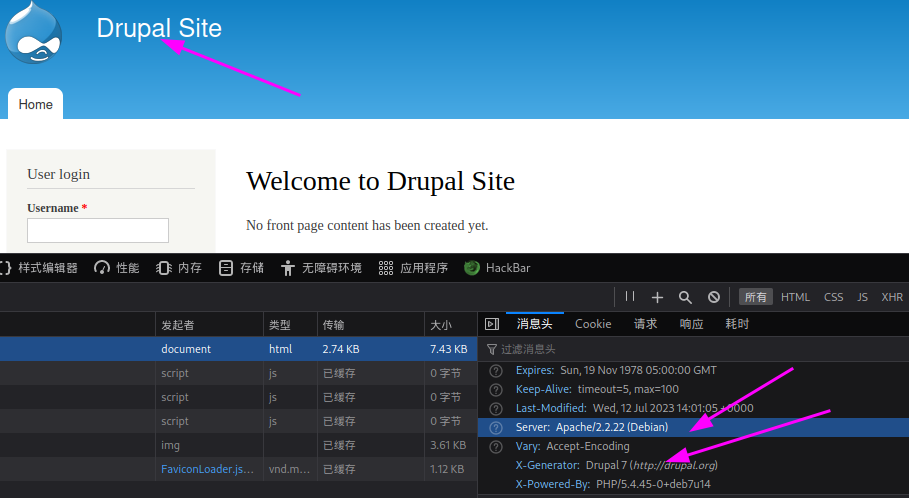 Drupal Site
Home
User login
Welcome to Drupal Site
Username *
No front page content has been created yet.
样式编辑器 性能 内存 存储 无障碍环境 应用程序 HackBar
所有 HTML CSS JS XHR
发起者 类型 传输 大小
消息头 Cookie 请求 响应 耗时
document html 2.74 KB 7.43 KB
过滤消息头
script js 已缓存 0 字节
script js 已缓存 0 字节
script js 已缓存 0 字节
img 已缓存 3.61 KB
FaviconLoader.js... vnd.m... 已缓存 1.12 KB
Expires: Sun, 19 Nov 1978 05:00:00 GMT
Keep-Alive: timeout=5, max=100
Last-Modified: Wed, 12 Jul 2023 14:01:05 +0000
Server: Apache/2.2.22 (Debian)
Vary: Accept-Encoding
X-Generator: Drupal 7 (http://drupal.org)
X-Powered-By: PHP/5.4.45-0+deb7u14